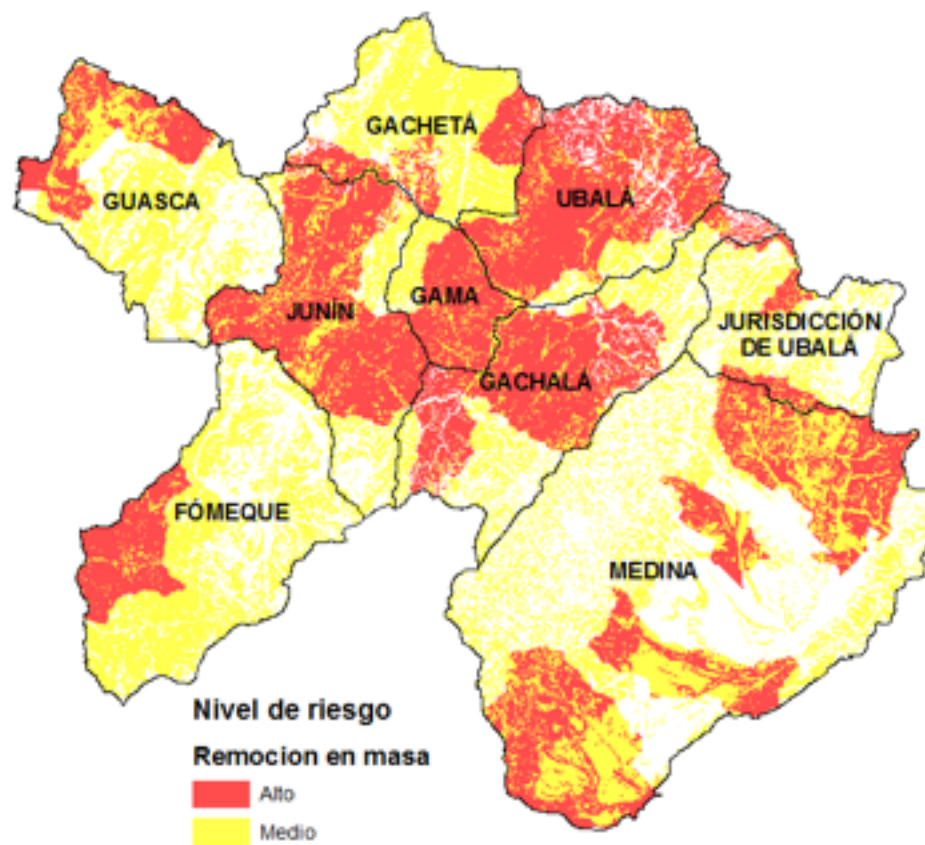 GACHETÁ
GUASCA
UBALÁ
JUNÍN
GAMA
JURISDICCIÓN
DE UBALÁ
GACHALÁ
FÓMEQUE
MEDINA
Nivel de riesgo
Remocion en masa
Alto
Medio